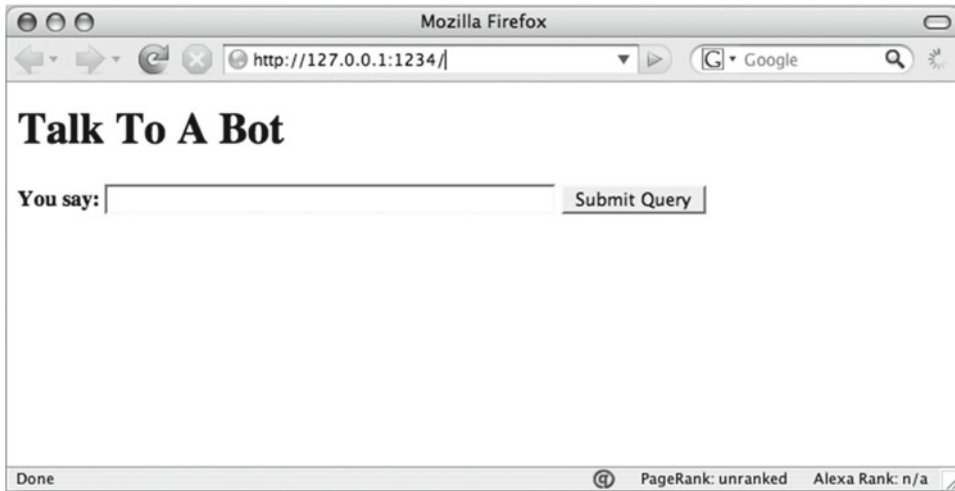 Mozilla Firefox
http://127.0.0.1:1234/
G Google
Talk To A Bot
You say: Submit Query
Done PageRank: unranked Alexa Rank: n/a